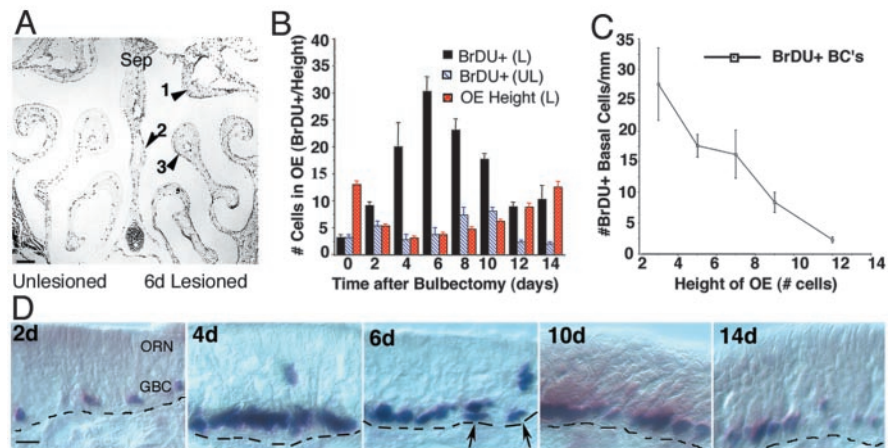 A
Sep
1
2
3
Unlesioned 6d Lesioned
B
# Cells in OE (BrDU+/Height)
40
35
30
25
20
15
10
5
0
BrDU+ (L)
BrDU+ (UL)
OE Height (L)
0 2 4 6 8 10 12 14
Time after Bulbectomy (days)
C
#BrDU+ Basal Cells/mm
35
30
25
20
15
10
5
0
BrDU+ BC's
2 4 6 8 10 12 14
Height of OE (# cells)
D
2d
ORN
GBC
4d
6d
10d
14d